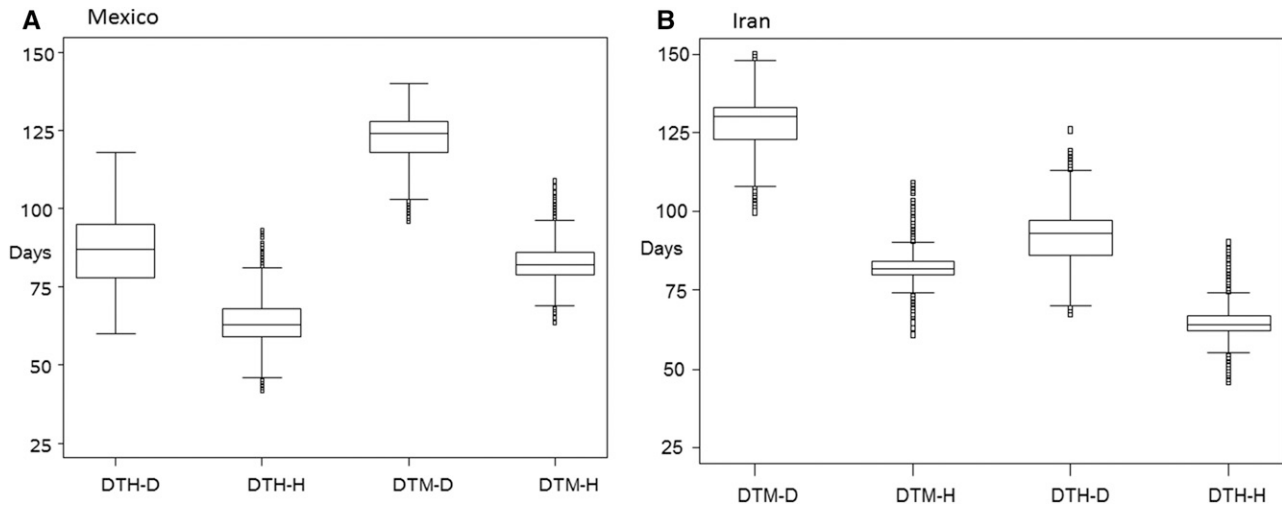 A Mexico
150
125
100
Days
75
50
25
DTH-D DTH-H DTM-D DTM-H
B Iran
150
125
100
Days
75
50
25
DTM-D DTM-H DTH-D DTH-H